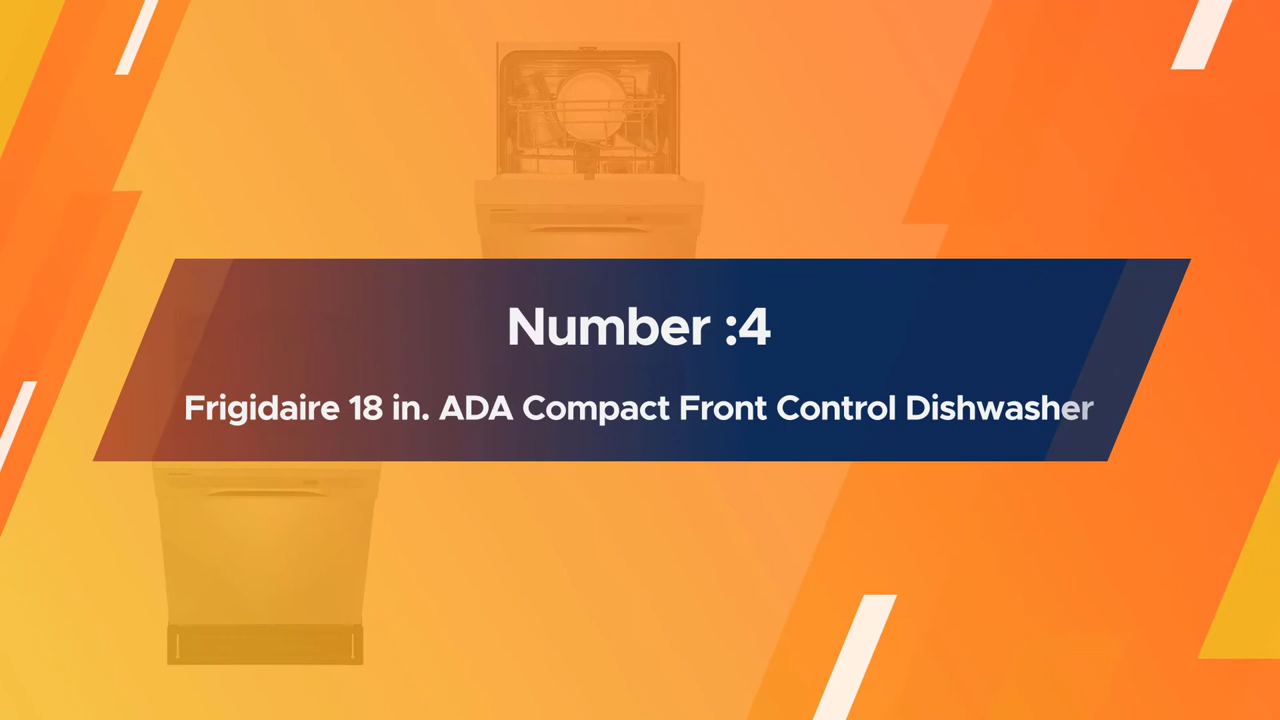 Number :4
Frigidaire 18 in. ADA Compact Front Control Dishwasher